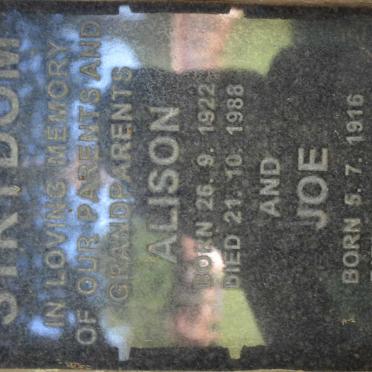 STRYDOM
IN LOVING MEMORY
OF OUR PARENTS AND
GRANDPARENTS
ALISON
BORN 26. 9. 1922
DIED 21. 10. 1988
AND
JOE
BORN 5. 7. 1916